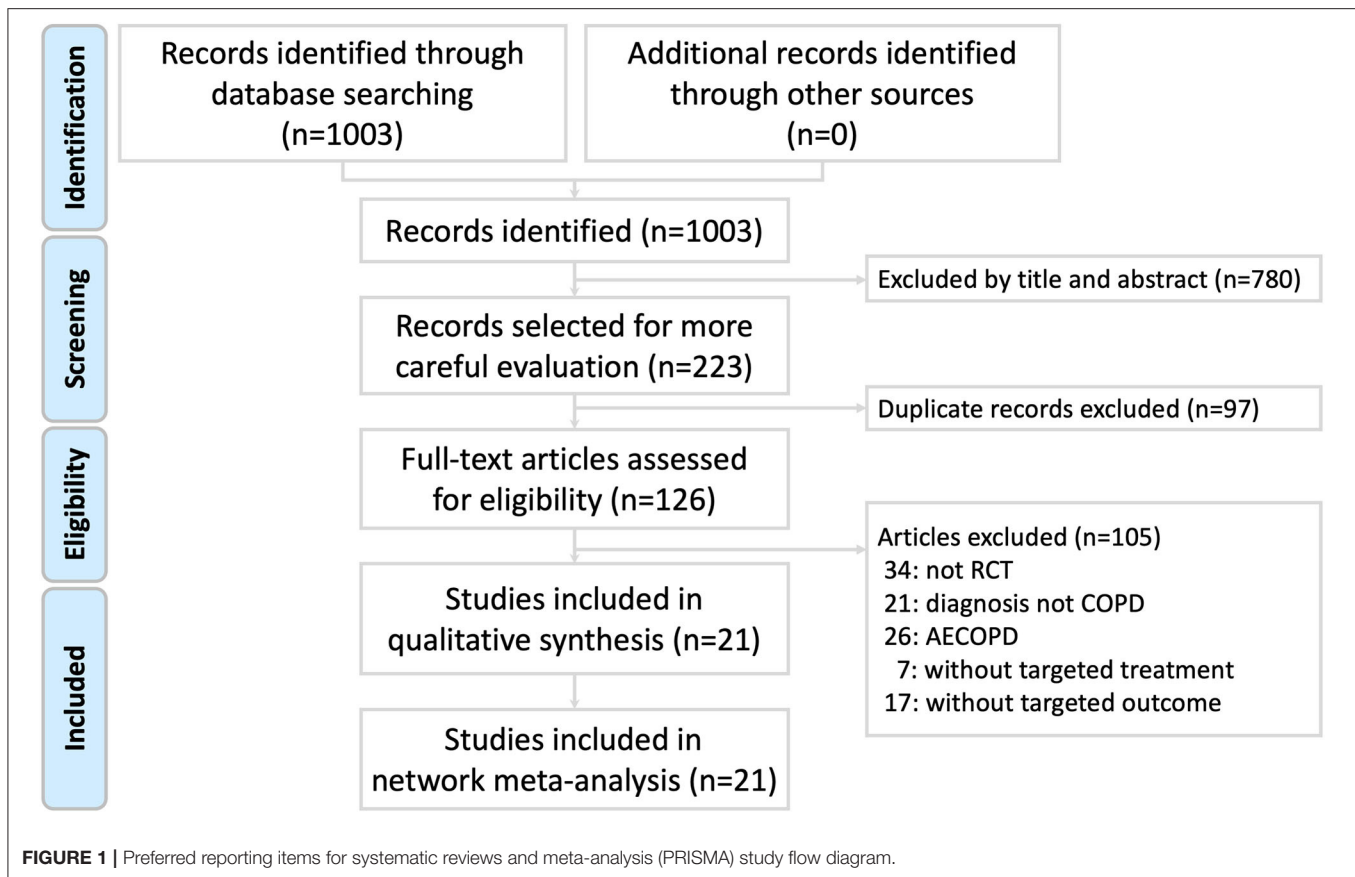 Identification
Records identified through
database searching
(n=1003)
Additional records identified
through other sources
(n=0)
Records identified (n=1003)
Screening
Excluded by title and abstract (n=780)
Records selected for more
careful evaluation (n=223)
Duplicate records excluded (n=97)
Eligibility
Full-text articles assessed
for eligibility (n=126)
Articles excluded (n=105)
34: not RCT
21: diagnosis not COPD
26: AECOPD
7: without targeted treatment
17: without targeted outcome
Included
Studies included in
qualitative synthesis (n=21)
Studies included in
network meta-analysis (n=21)
FIGURE 1 | Preferred reporting items for systematic reviews and meta-analysis (PRISMA) study flow diagram.